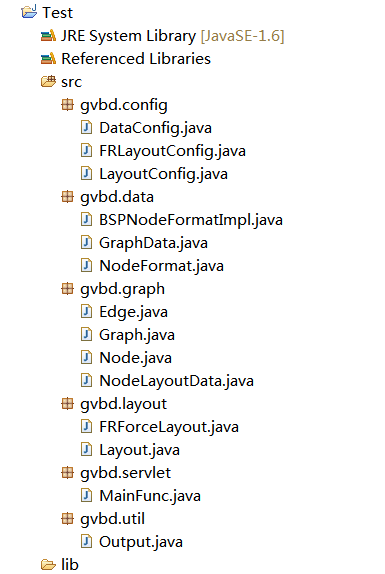 Test
JRE System Library [JavaSE-1.6]
Referenced Libraries
src
gvbd.config
DataConfig.java
FRLayoutConfig.java
LayoutConfig.java
gvbd.data
BSPNodeFormatImpl.java
GraphData.java
NodeFormat.java
gvbd.graph
Edge.java
Graph.java
Node.java
NodeLayoutData.java
gvbd.layout
FRForceLayout.java
Layout.java
gvbd.servlet
MainFunc.java
gvbd.util
Output.java
lib